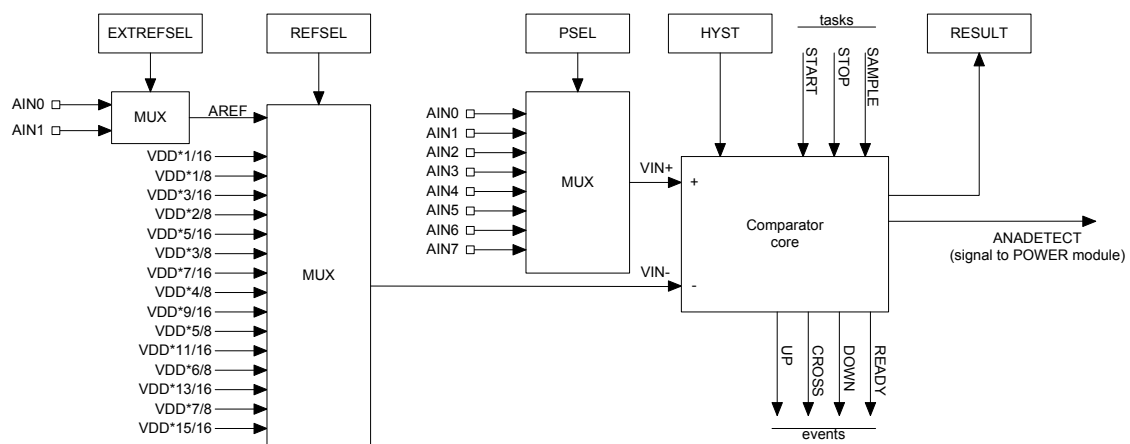 tasks
EXTREFSEL
REFSEL
PSEL
HYST
RESULT
START
STOP
SAMPLE
AIN0
AIN1
MUX
AREF
VDD*1/16
VDD*1/8
VDD*3/16
VDD*2/8
VDD*5/16
VDD*3/8
VDD*7/16
VDD*4/8
VDD*9/16
VDD*5/8
VDD*11/16
VDD*6/8
VDD*13/16
VDD*7/8
VDD*15/16
MUX
AIN0
AIN1
AIN2
AIN3
AIN4
AIN5
AIN6
AIN7
MUX
VIN+
VIN-
+
-
Comparator
core
ANADETECT
(signal to POWER module)
UP
CROSS
DOWN
READY
events